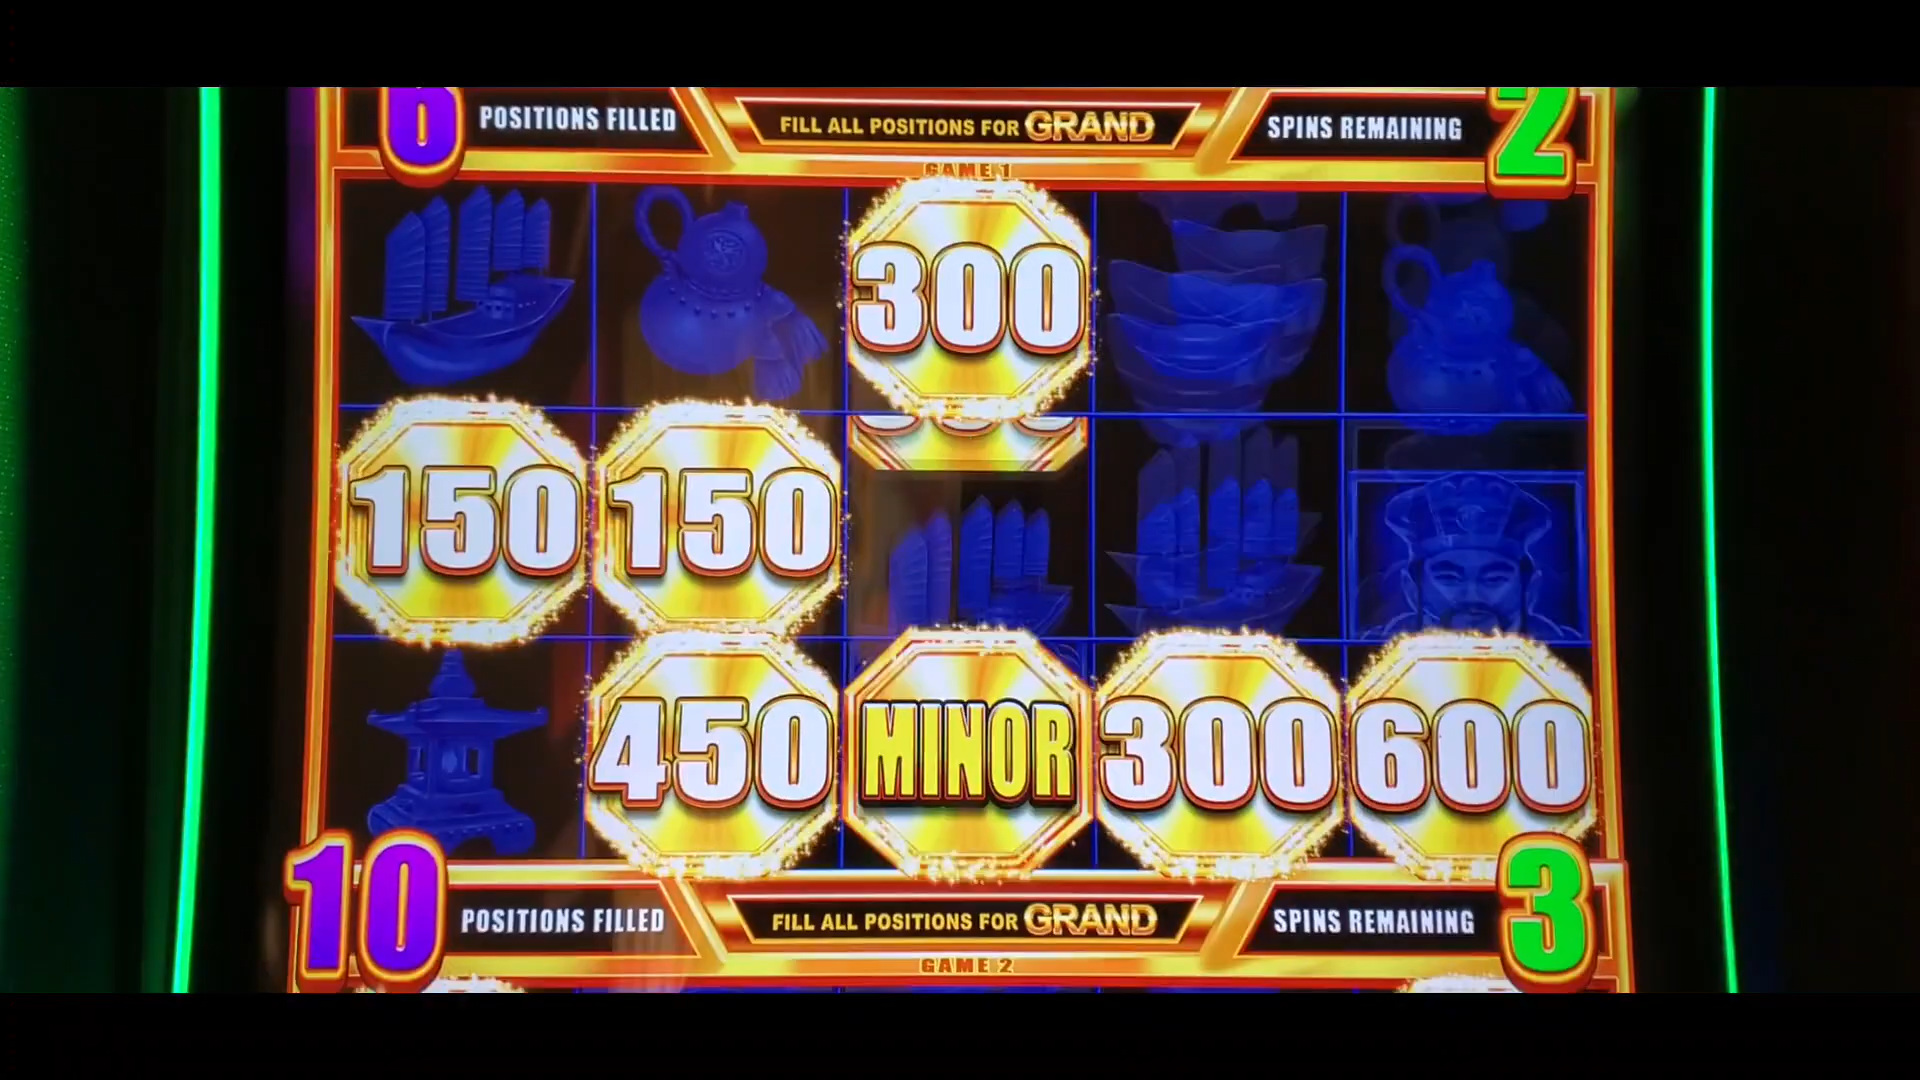 6 POSITIONS FILLED FILL ALL POSITIONS FOR GRAND SPINS REMAINING 2
GAME 1
300
150 150
450 MINOR 300 600
10 POSITIONS FILLED FILL ALL POSITIONS FOR GRAND SPINS REMAINING 3
GAME 2